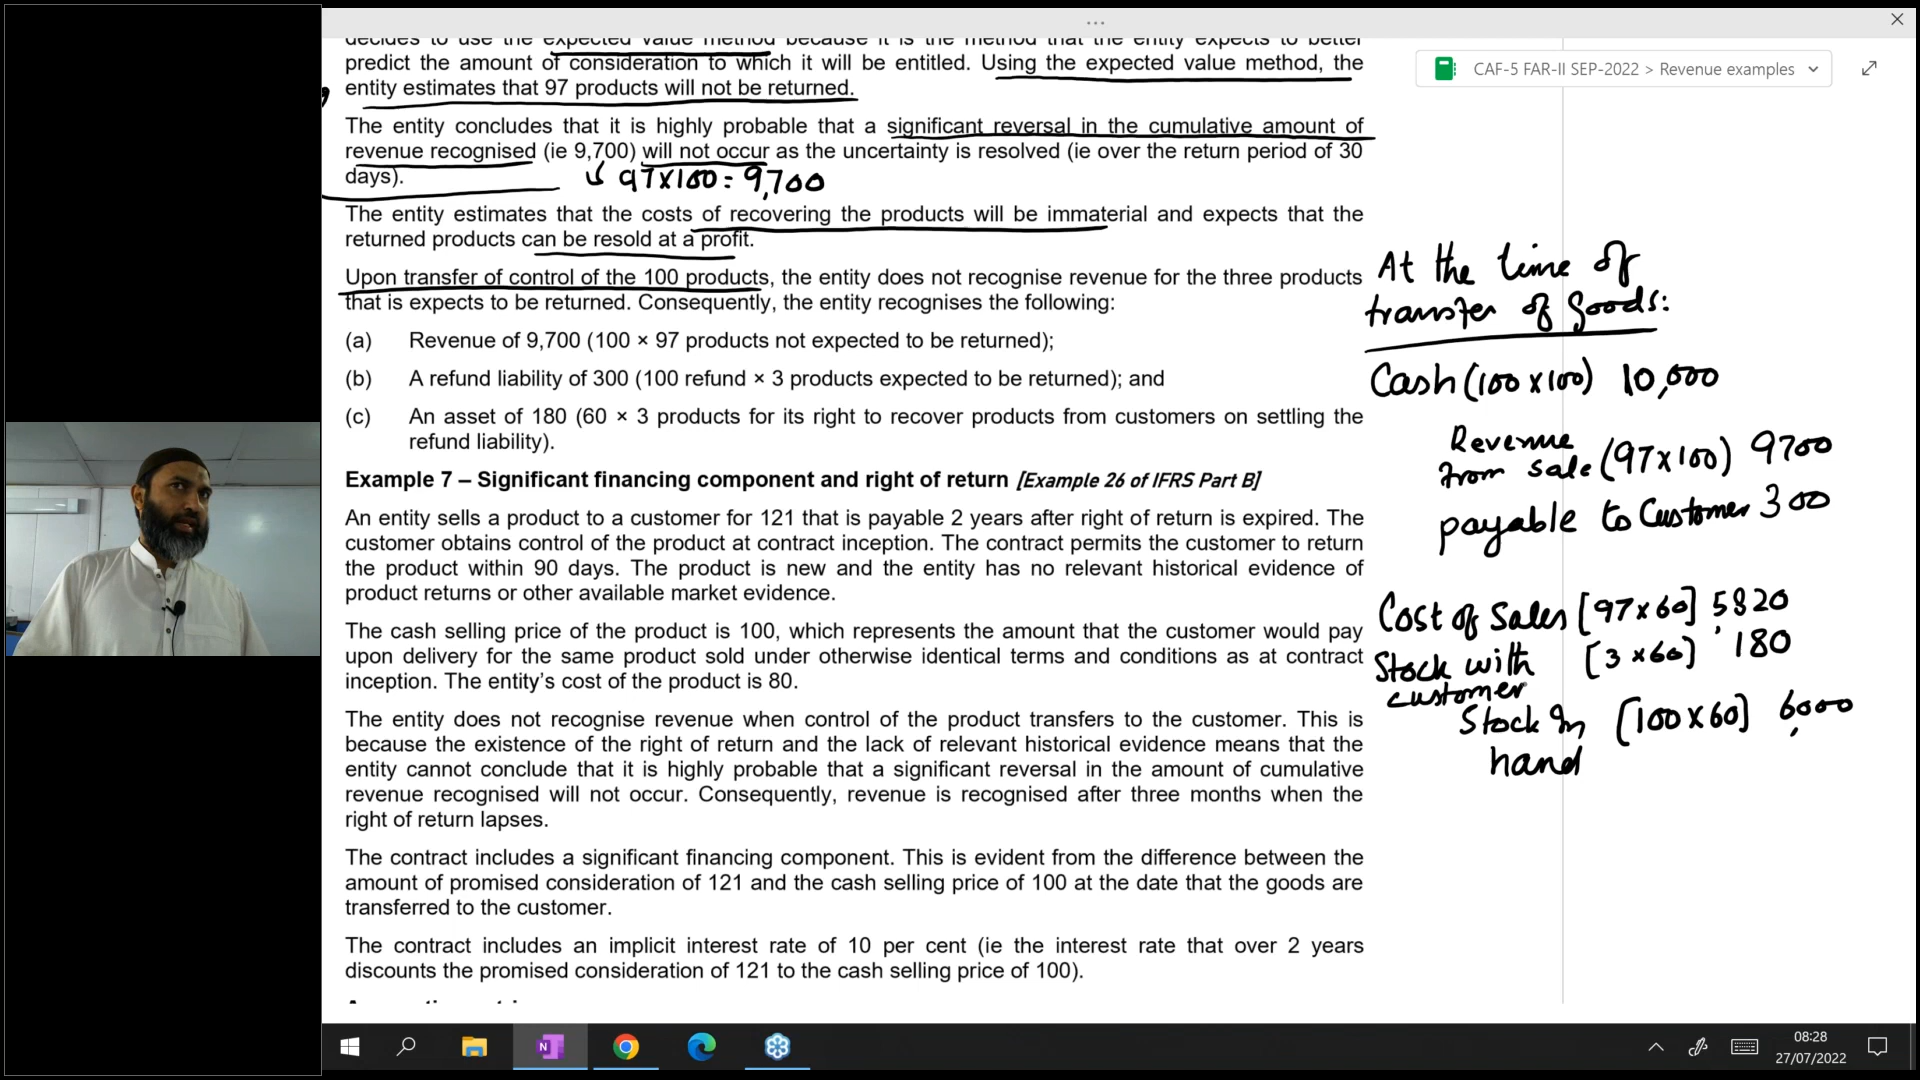 decides to use the expected value method because it is the method that the entity expects to better
predict the amount of consideration to which it will be entitled. Using the expected value method, the
entity estimates that 97 products will not be returned.
The entity concludes that it is highly probable that a significant reversal in the cumulative amount of
revenue recognised (ie 9,700) will not occur as the uncertainty is resolved (ie over the return period of 30
days).
97x100 = 9,700
The entity estimates that the costs of recovering the products will be immaterial and expects that the
returned products can be resold at a profit.
Upon transfer of control of the 100 products, the entity does not recognise revenue for the three products
that is expects to be returned. Consequently, the entity recognises the following:
(a) Revenue of 9,700 (100 × 97 products not expected to be returned);
(b) A refund liability of 300 (100 refund × 3 products expected to be returned); and
(c) An asset of 180 (60 × 3 products for its right to recover products from customers on settling the
refund liability).
Example 7 – Significant financing component and right of return [Example 26 of IFRS Part B]
An entity sells a product to a customer for 121 that is payable 2 years after right of return is expired. The
customer obtains control of the product at contract inception. The contract permits the customer to return
the product within 90 days. The product is new and the entity has no relevant historical evidence of
product returns or other available market evidence.
The cash selling price of the product is 100, which represents the amount that the customer would pay
upon delivery for the same product sold under otherwise identical terms and conditions as at contract
inception. The entity's cost of the product is 80.
The entity does not recognise revenue when control of the product transfers to the customer. This is
because the existence of the right of return and the lack of relevant historical evidence means that the
entity cannot conclude that it is highly probable that a significant reversal in the amount of cumulative
revenue recognised will not occur. Consequently, revenue is recognised after three months when the
right of return lapses.
The contract includes a significant financing component. This is evident from the difference between the
amount of promised consideration of 121 and the cash selling price of 100 at the date that the goods are
transferred to the customer.
The contract includes an implicit interest rate of 10 per cent (ie the interest rate that over 2 years
discounts the promised consideration of 121 to the cash selling price of 100).
CAF-5 FAR-II SEP-2022 > Revenue examples
At the time of
transfer of goods:
Cash (100x100) 10,000
Revenue
from sale (97x100) 9700
payable to Customer 300
Cost of Sales [97x60] 5820
Stock with [3x60] 180
customer
Stock In [100x60] 6000
hand
08:28
27/07/2022